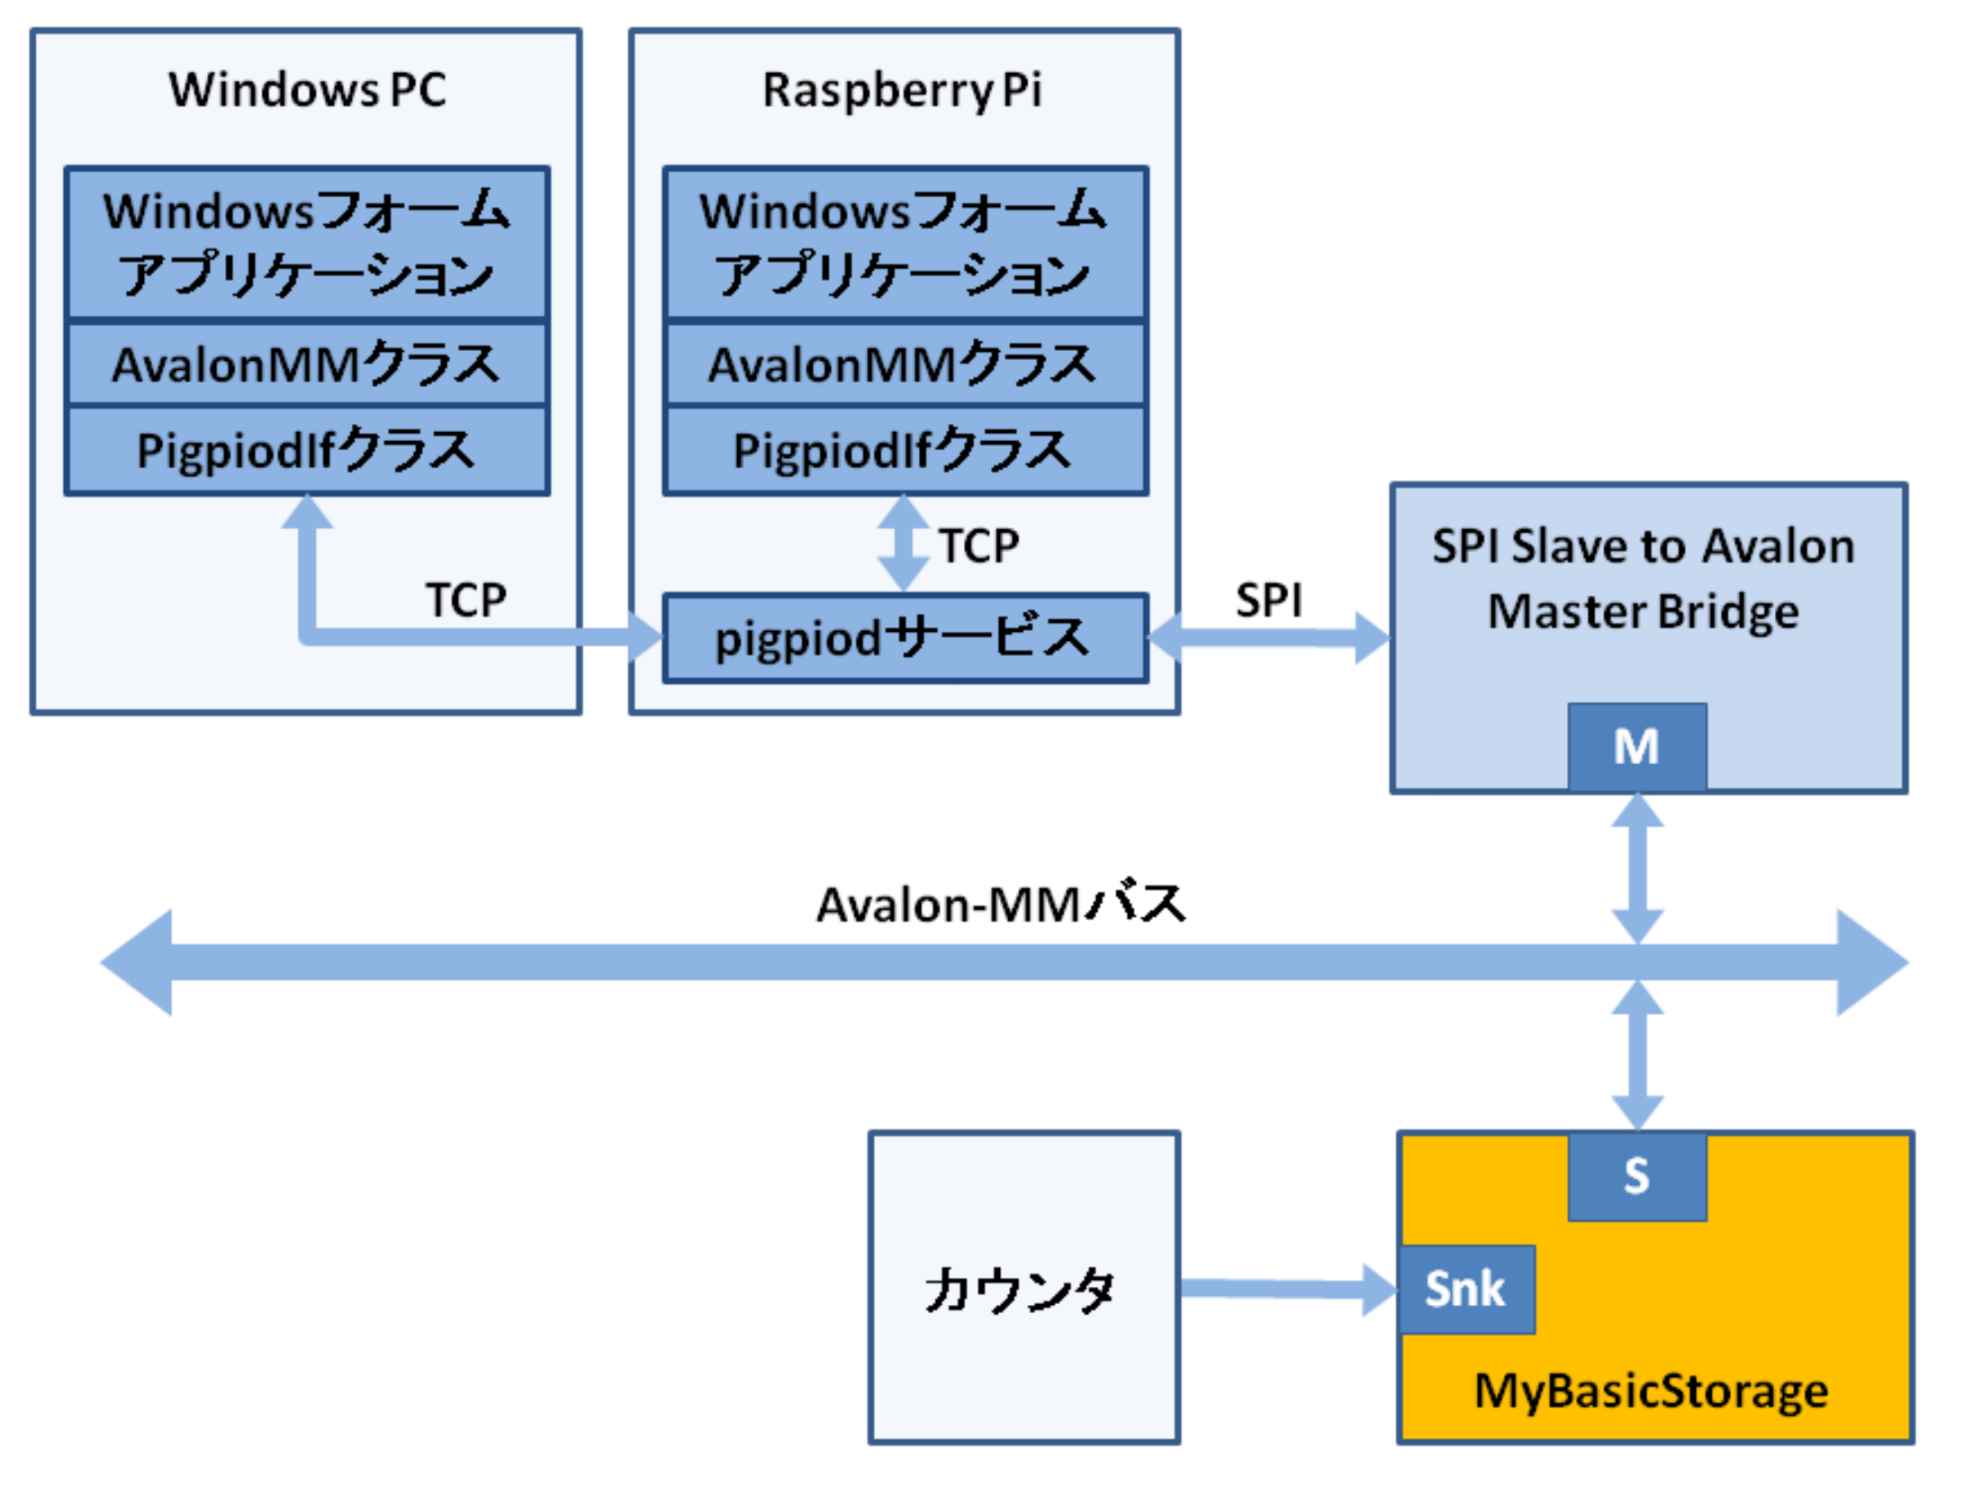 Windows PC
Windowsフォーム
アプリケーション
AvalonMMクラス
PigpiodIfクラス
TCP
Raspberry Pi
Windowsフォーム
アプリケーション
AvalonMMクラス
PigpiodIfクラス
TCP
pigpiodサービス
SPI
SPI Slave to Avalon
Master Bridge
M
Avalon-MMバス
カウンタ
S
Snk
MyBasicStorage